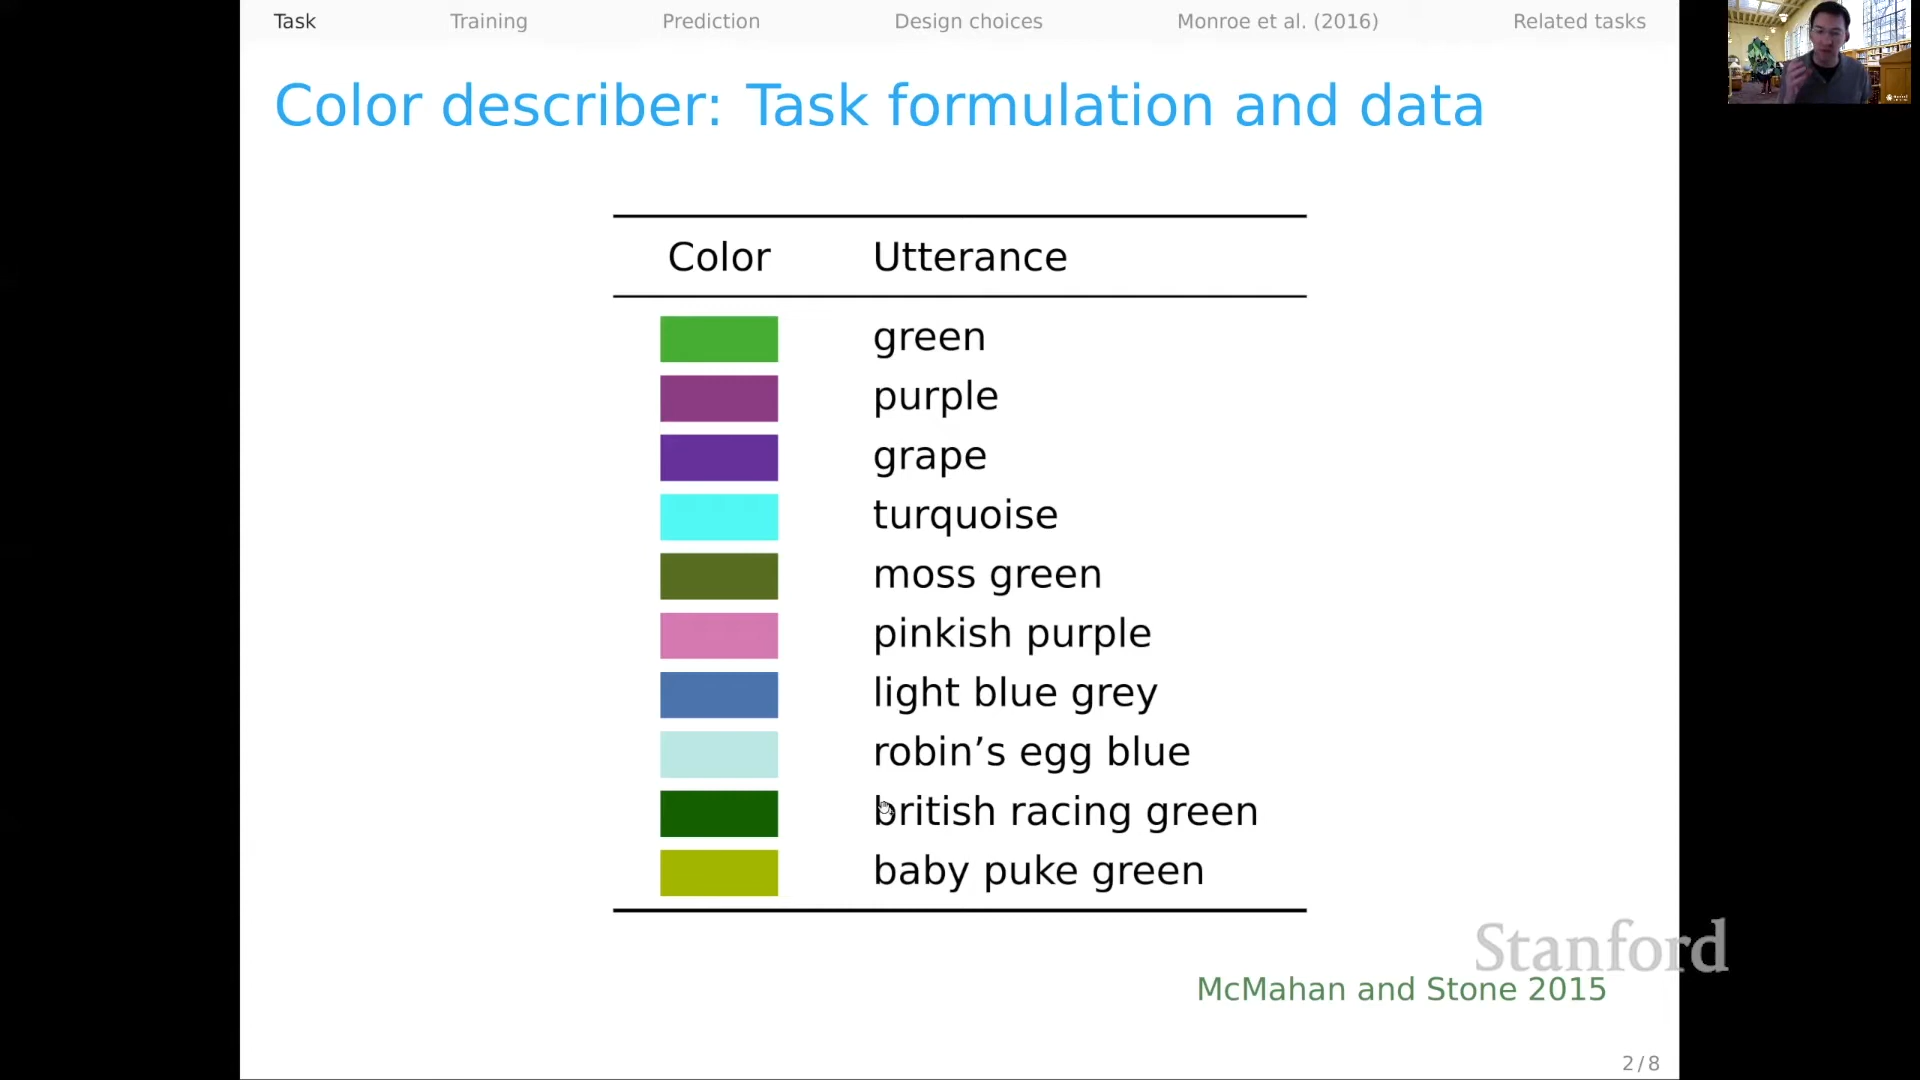 Task Training Prediction Design choices Monroe et al. (2016) Related tasks
Color describer: Task formulation and data
Color Utterance
green
purple
grape
turquoise
moss green
pinkish purple
light blue grey
robin’s egg blue
british racing green
baby puke green
Stanford
McMahan and Stone 2015
2/8